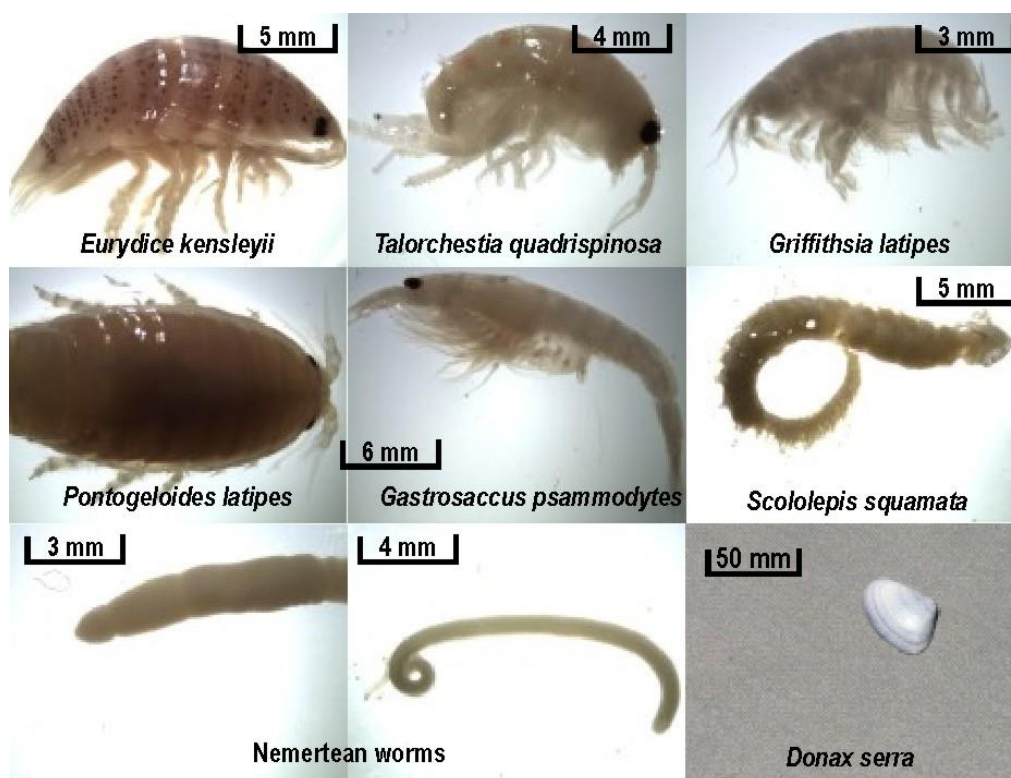 5 mm
4 mm
3 mm
Eurydice kensleyii
Talorchestia quadrispinosa
Griffithsia latipes
5 mm
6 mm
Pontogeloides latipes
Gastrosaccus psammodytes
Scololepis squamata
3 mm
4 mm
50 mm
Nemertean worms
Donax serra